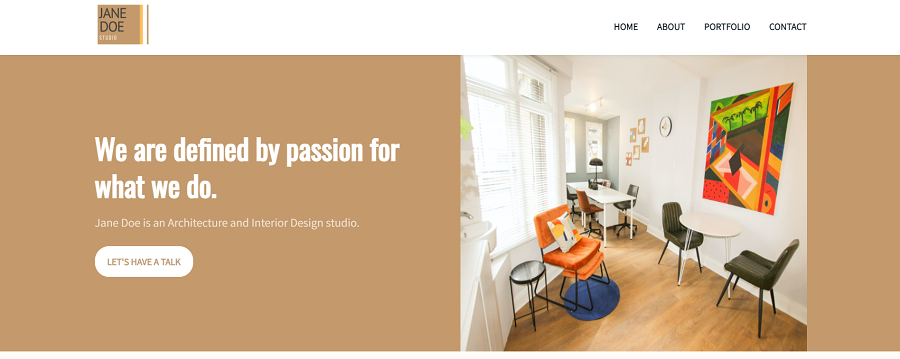 JANE
DOE
STUDIO
HOME ABOUT PORTFOLIO CONTACT
We are defined by passion for
what we do.
Jane Doe is an Architecture and Interior Design studio.
LET'S HAVE A TALK